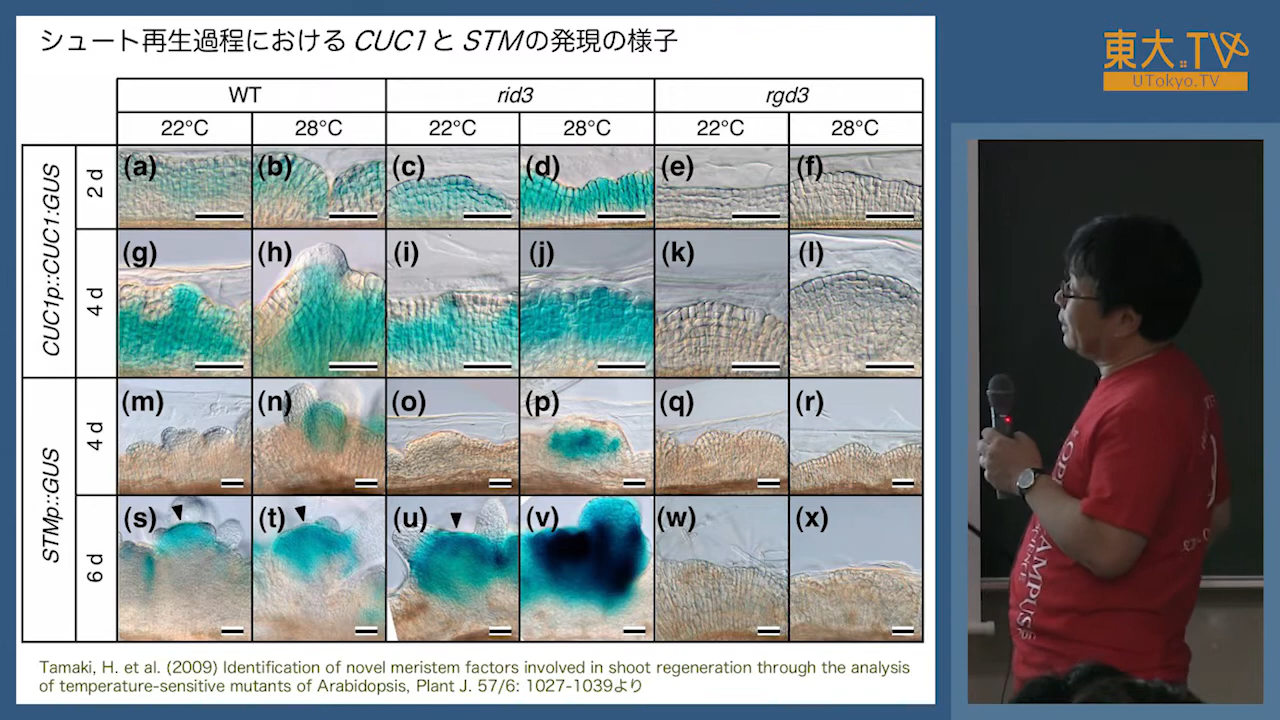 シュート再生過程における CUC1 と STM の発現の様子
東大.TV
UTokyo.TV
WT rid3 rgd3
22°C 28°C 22°C 28°C 22°C 28°C
CUC1p::CUC1:GUS
2 d
(a) (b) (c) (d) (e) (f)
4 d
(g) (h) (i) (j) (k) (l)
STMp::GUS
4 d
(m) (n) (o) (p) (q) (r)
6 d
(s) (t) (u) (v) (w) (x)
Tamaki, H. et al. (2009) Identification of novel meristem factors involved in shoot regeneration through the analysis
of temperature-sensitive mutants of Arabidopsis, Plant J. 57/6: 1027-1039より